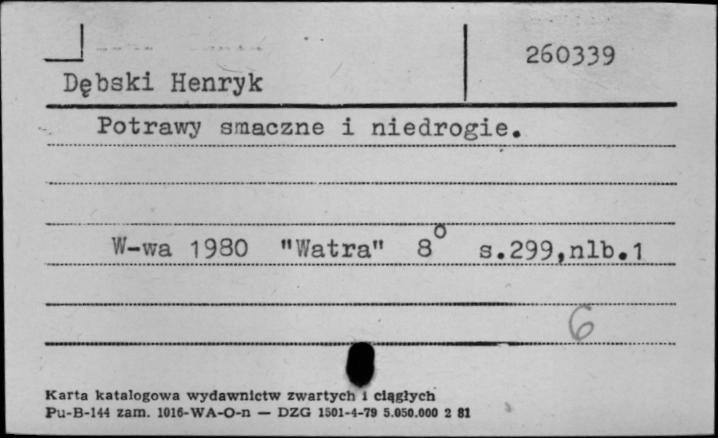 260339
Dębski Henryk
Potrawy smaczne i niedrogie.
W-wa 1980 "Watra" 8° s.299,nlb.1
6
Karta katalogowa wydawnictw zwartych i ciągłych
Pu-B-144 zam. 1016-WA-O-n — DZG 1501-4-79 5.050.000 2 81